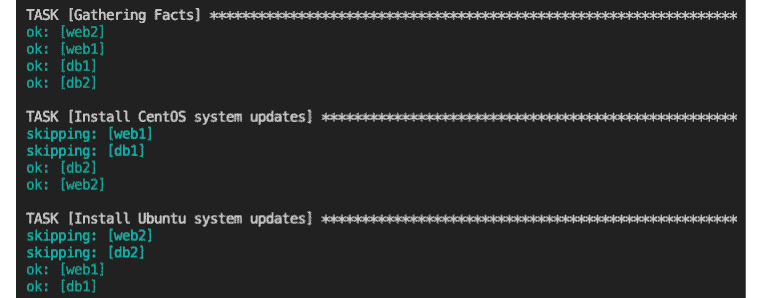 TASK [Gathering Facts] *******************************************************************
ok: [web2]
ok: [web1]
ok: [db1]
ok: [db2]
TASK [Install CentOS system updates] *****************************************************
skipping: [web1]
skipping: [db1]
ok: [db2]
ok: [web2]
TASK [Install Ubuntu system updates] *****************************************************
skipping: [web2]
skipping: [db2]
ok: [web1]
ok: [db1]